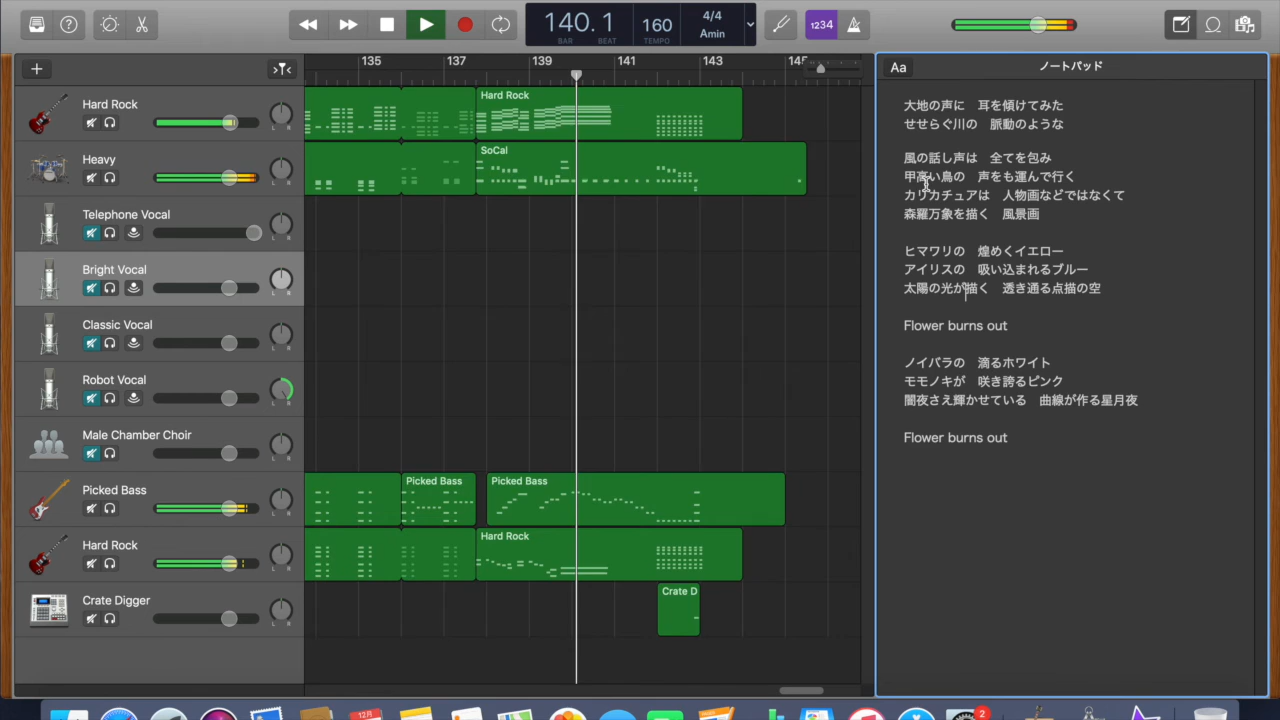 140. 1
BAR
BEAT
160
TEMPO
4/4
Amin
1234
135
137
139
141
143
145
Aa
ノートパッド
Hard Rock
Heavy
Telephone Vocal
Bright Vocal
Classic Vocal
Robot Vocal
Male Chamber Choir
Picked Bass
Hard Rock
Crate Digger
L R
L R
L R
L R
L R
L R
L R
L R
L R
L R
Hard Rock
SoCal
Picked Bass
Picked Bass
Hard Rock
Crate D
大地の声に　耳を傾けてみた
せせらぐ川の　脈動のような
風の話し声は　全てを包み
甲高い鳥の　声をも運んで行く
カリカチュアは　人物画などではなくて
森羅万象を描く　風景画
ヒマワリの　煌めくイエロー
アイリスの　吸い込まれるブルー
太陽の光が描く　透き通る点描の空
Flower burns out
ノイバラの　滴るホワイト
モモノキが　咲き誇るピンク
闇夜さえ輝かせている　曲線が作る星月夜
Flower burns out
12月
2